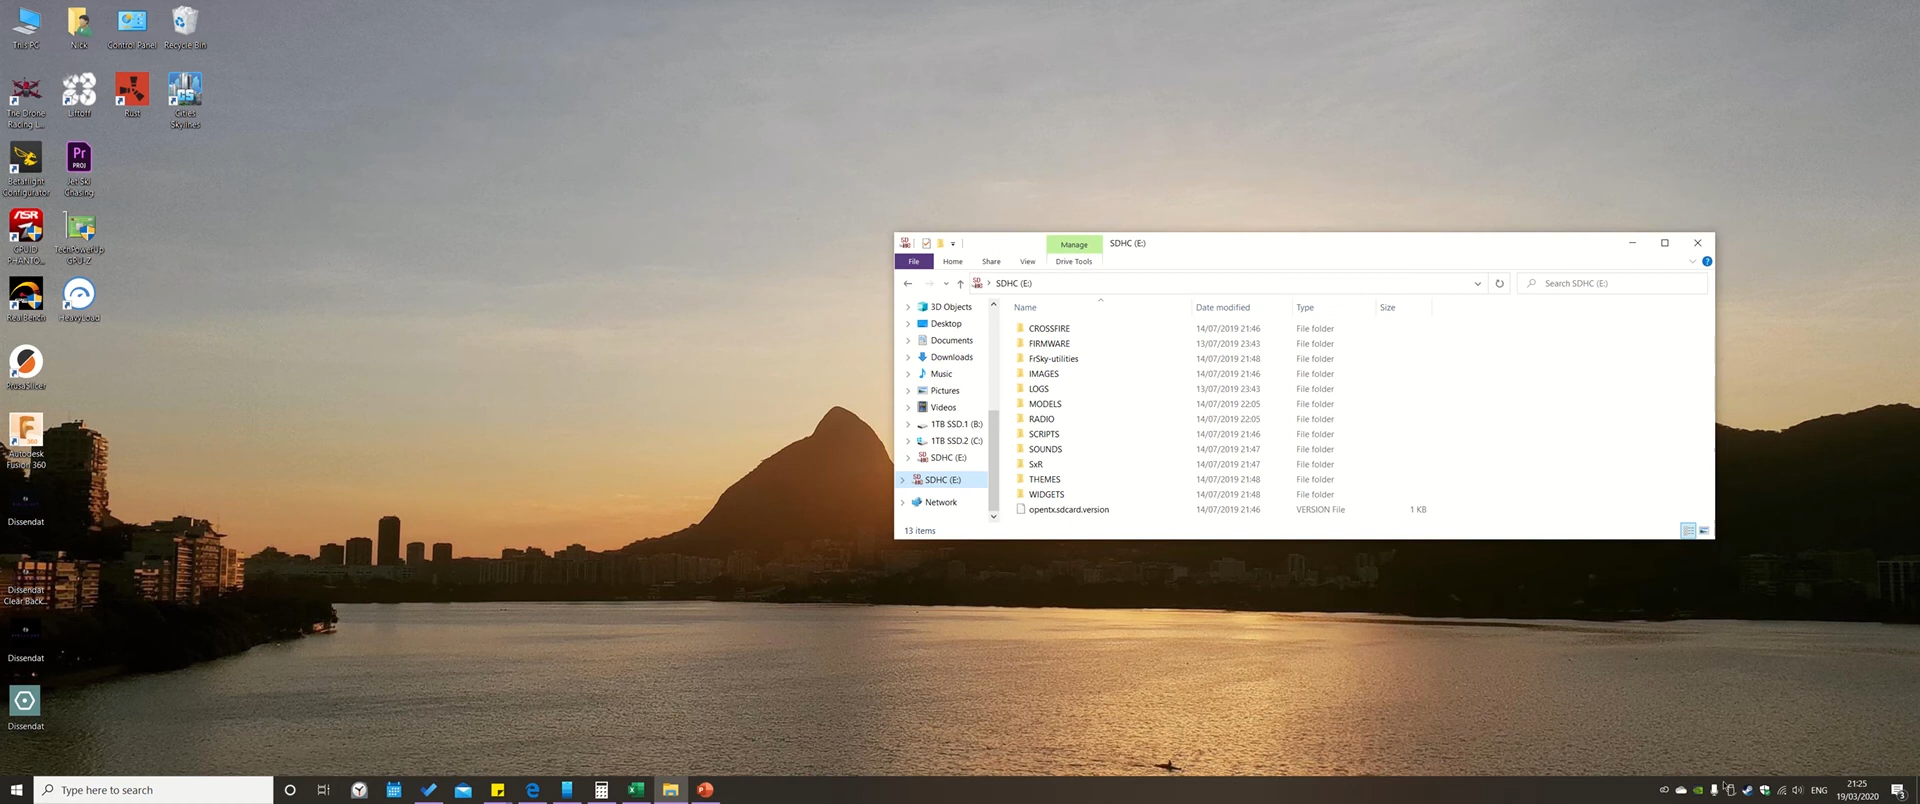 This PC
Nick
Control Panel
Recycle Bin
The Drone Racing L...
Liftoff
Rust
Cities Skylines
Betaflight Configurator
Jet Ski Chasing
CPUID PHANTO...
TechPowerUp GPU-Z
RealBench
HeavyLoad
PrusaSlicer
Autodesk Fusion 360
Dissendat
Dissendat Clear Back...
Dissendat
Dissendat
Manage
SDHC (E:)
File
Home
Share
View
Drive Tools
SDHC (E:)
Search SDHC (E:)
3D Objects
Desktop
Documents
Downloads
Music
Pictures
Videos
1TB SSD.1 (B:)
1TB SSD.2 (C:)
SDHC (E:)
SDHC (E:)
Network
Name Date modified Type Size
CROSSFIRE 14/07/2019 21:46 File folder
FIRMWARE 13/07/2019 23:43 File folder
FrSky-utilities 14/07/2019 21:48 File folder
IMAGES 14/07/2019 21:46 File folder
LOGS 13/07/2019 23:43 File folder
MODELS 14/07/2019 22:05 File folder
RADIO 14/07/2019 22:05 File folder
SCRIPTS 14/07/2019 21:46 File folder
SOUNDS 14/07/2019 21:47 File folder
SxR 14/07/2019 21:47 File folder
THEMES 14/07/2019 21:48 File folder
WIDGETS 14/07/2019 21:48 File folder
opentx.sdcard.version 14/07/2019 21:46 VERSION File 1 KB
13 items
Type here to search
ENG
21:25
19/03/2020